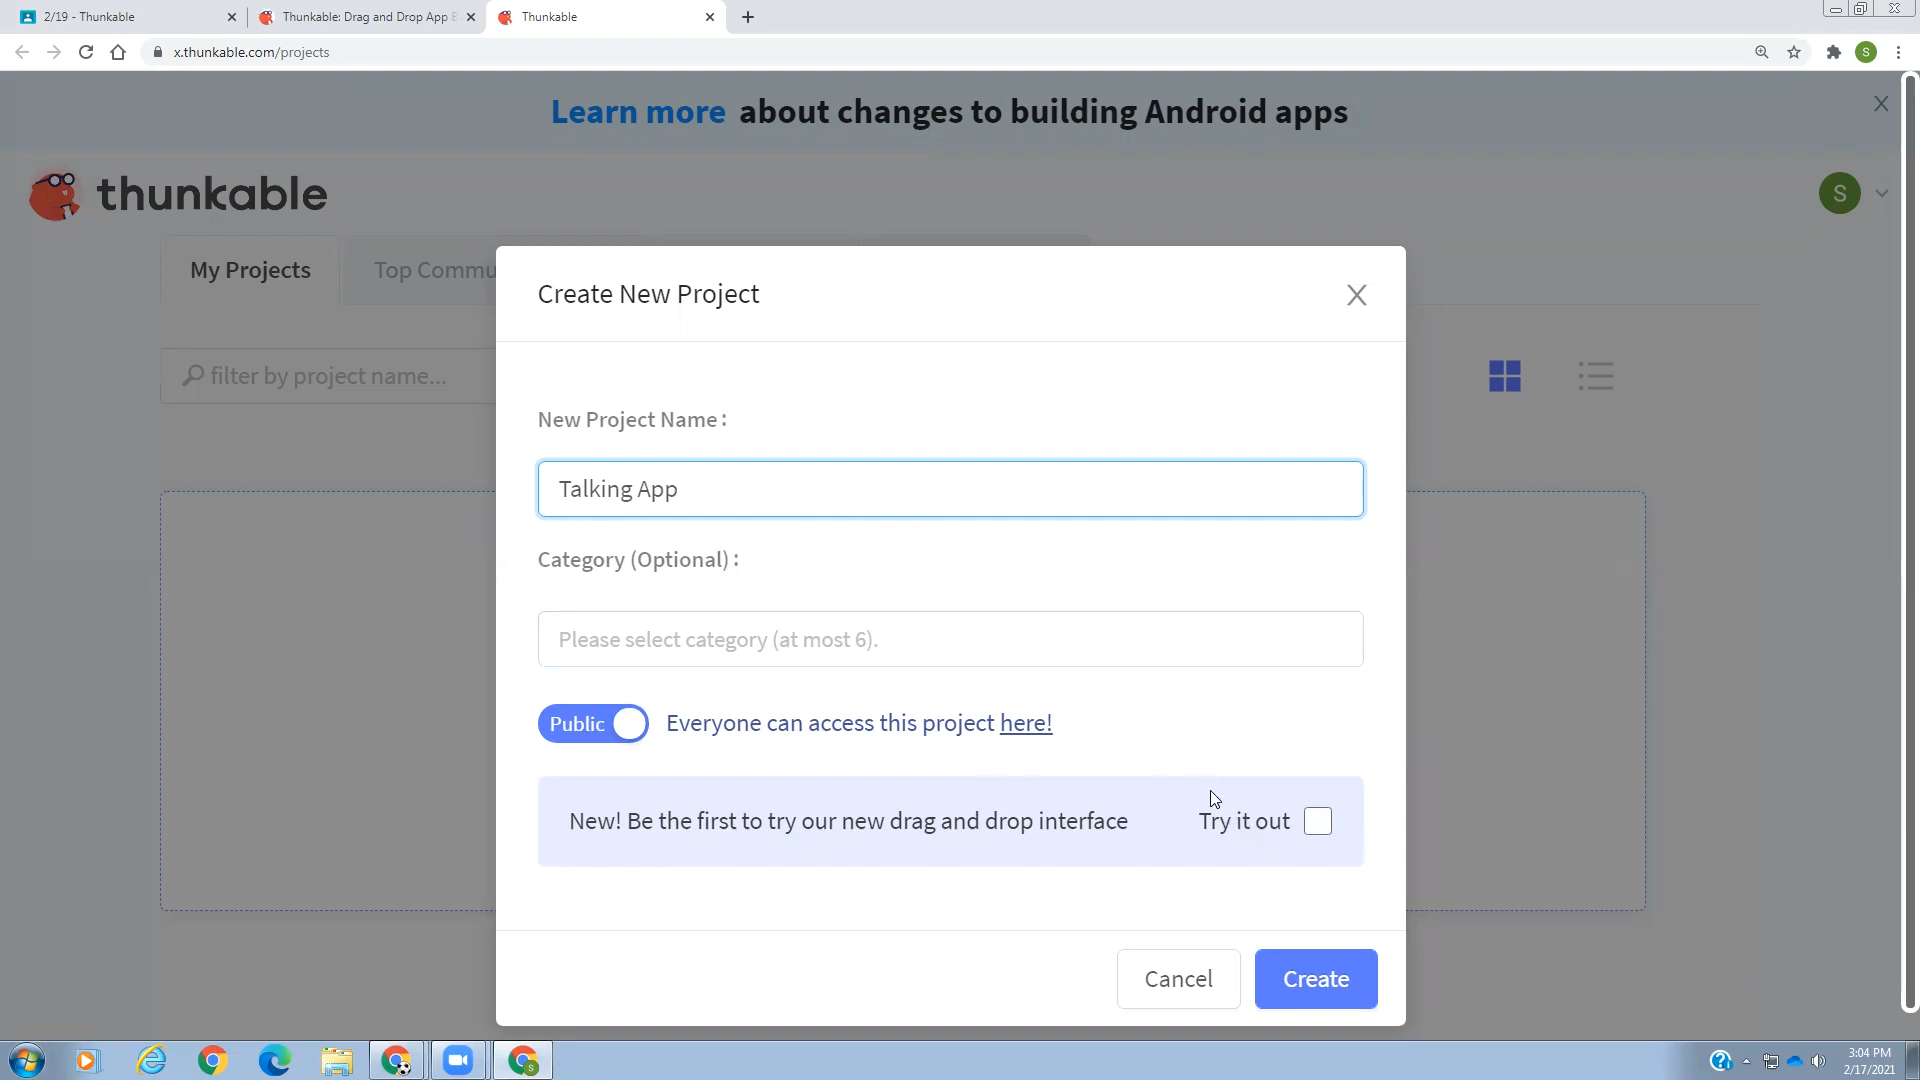 2/19 - Thunkable
Thunkable: Drag and Drop App
Thunkable
x.thunkable.com/projects
S
Learn more about changes to building Android apps
thunkable
S
My Projects
Top Commu
Create New Project
filter by project name...
New Project Name :
Talking App
Category (Optional) :
Please select category (at most 6).
Public
Everyone can access this project here!
New! Be the first to try our new drag and drop interface
Try it out
Cancel
Create
3:04 PM
2/17/2021